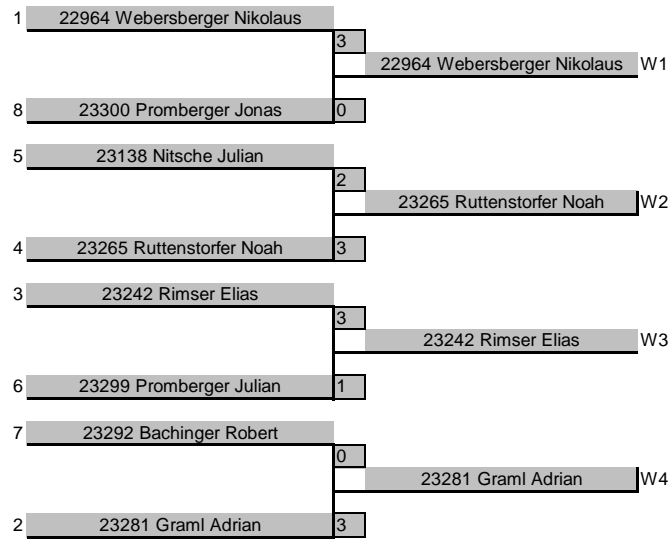 1 22964 Webersberger Nikolaus
3
22964 Webersberger Nikolaus W1
8 23300 Promberger Jonas 0
5 23138 Nitsche Julian
2
23265 Ruttenstorfer Noah W2
4 23265 Ruttenstorfer Noah 3
3 23242 Rimser Elias
3
23242 Rimser Elias W3
6 23299 Promberger Julian 1
7 23292 Bachinger Robert
0
23281 Graml Adrian W4
2 23281 Graml Adrian 3